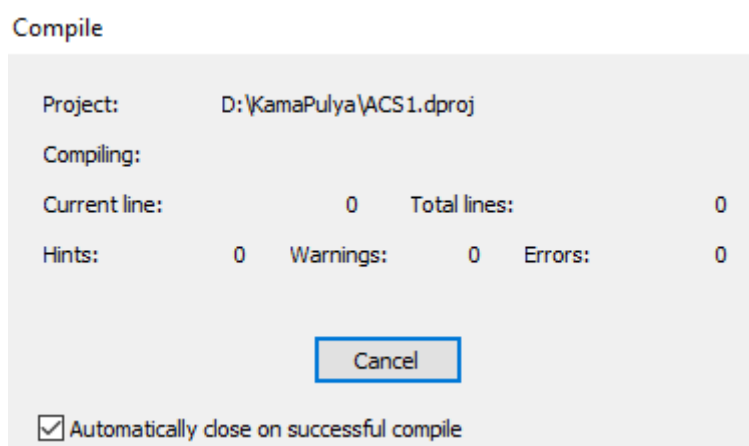 Compile
Project: D:\KamaPulya\ACS1.dproj
Compiling:
Current line: 0 Total lines: 0
Hints: 0 Warnings: 0 Errors: 0
Cancel
Automatically close on successful compile